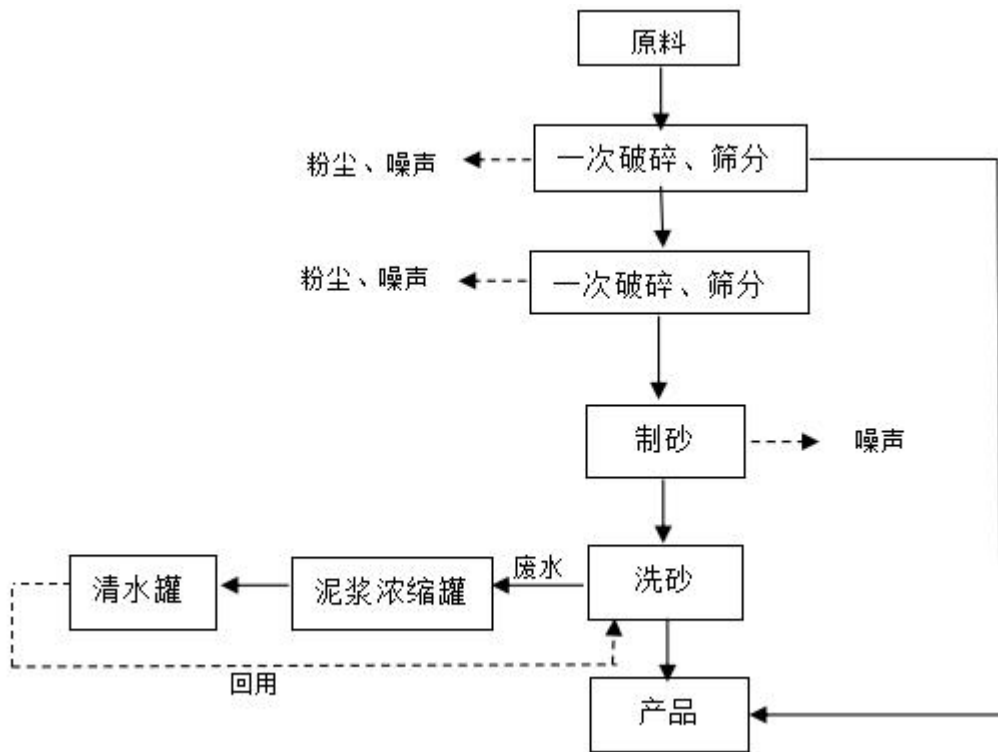 原料
一次破碎、筛分
粉尘、噪声
一次破碎、筛分
粉尘、噪声
制砂
噪声
洗砂
废水
泥浆浓缩罐
清水罐
回用
产品